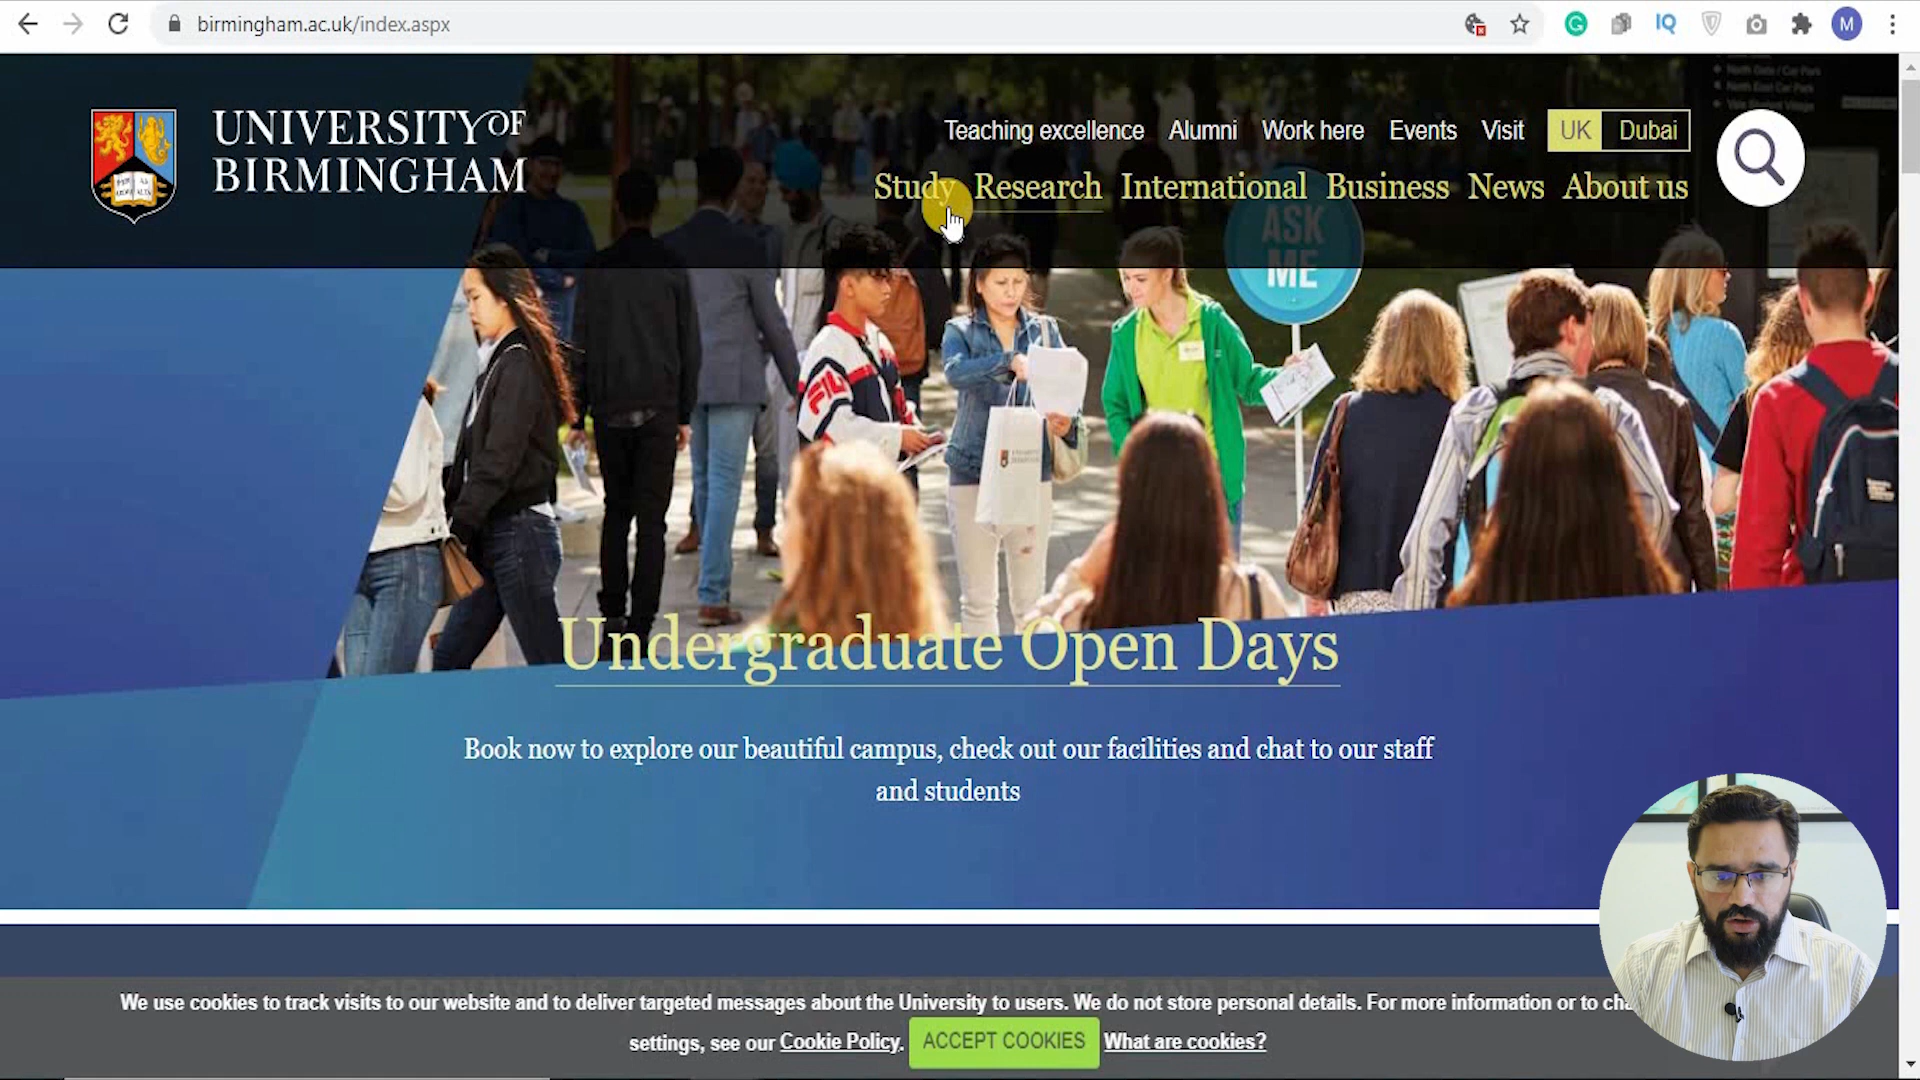 birmingham.ac.uk/index.aspx
M
UNIVERSITY OF
BIRMINGHAM
Teaching excellence Alumni Work here Events Visit UK Dubai
Study Research International Business News About us
ASK
ME
FILA
Undergraduate Open Days
Book now to explore our beautiful campus, check out our facilities and chat to our staff
and students
We use cookies to track visits to our website and to deliver targeted messages about the University to users. We do not store personal details. For more information or to
settings, see our Cookie Policy. ACCEPT COOKIES What are cookies?